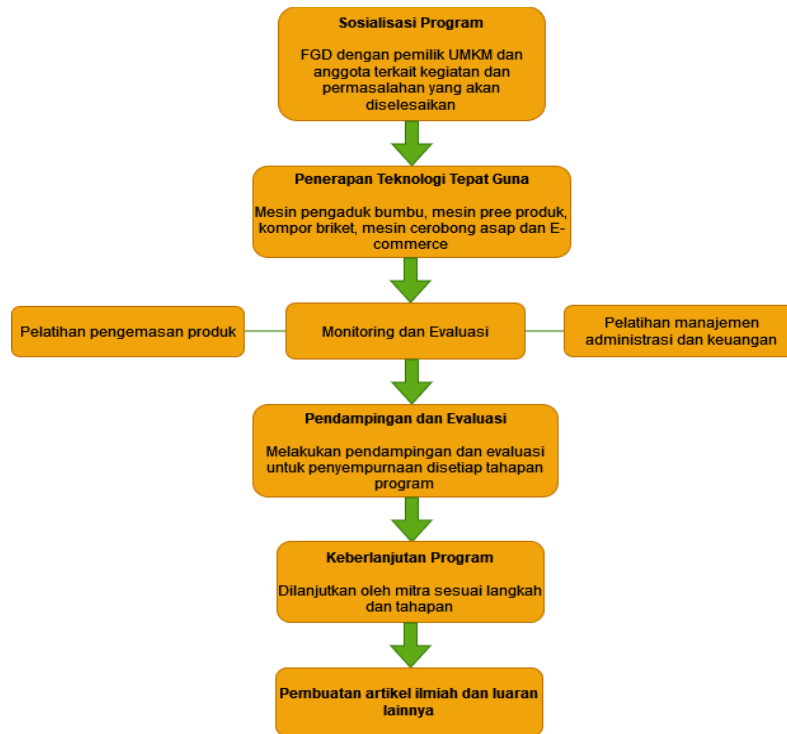 Sosialisasi Program
FGD dengan pemilik UMKM dan
anggota terkait kegiatan dan
permasalahan yang akan
diselesaikan
Penerapan Teknologi Tepat Guna
Mesin pengaduk bumbu, mesin pree produk,
kompor briket, mesin cerobong asap dan E-
commerce
Pelatihan pengemasan produk
Monitoring dan Evaluasi
Pelatihan manajemen
administrasi dan keuangan
Pendampingan dan Evaluasi
Melakukan pendampingan dan evaluasi
untuk penyempurnaan disetiap tahapan
program
Keberlanjutan Program
Dilanjutkan oleh mitra sesuai langkah
dan tahapan
Pembuatan artikel ilmiah dan luaran
lainnya